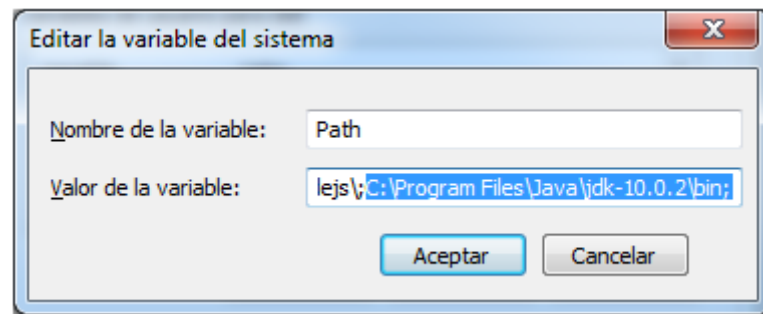 Editar la variable del sistema
Nombre de la variable: Path
Valor de la variable: lejs\;C:\Program Files\Java\jdk-10.0.2\bin;
Aceptar Cancelar